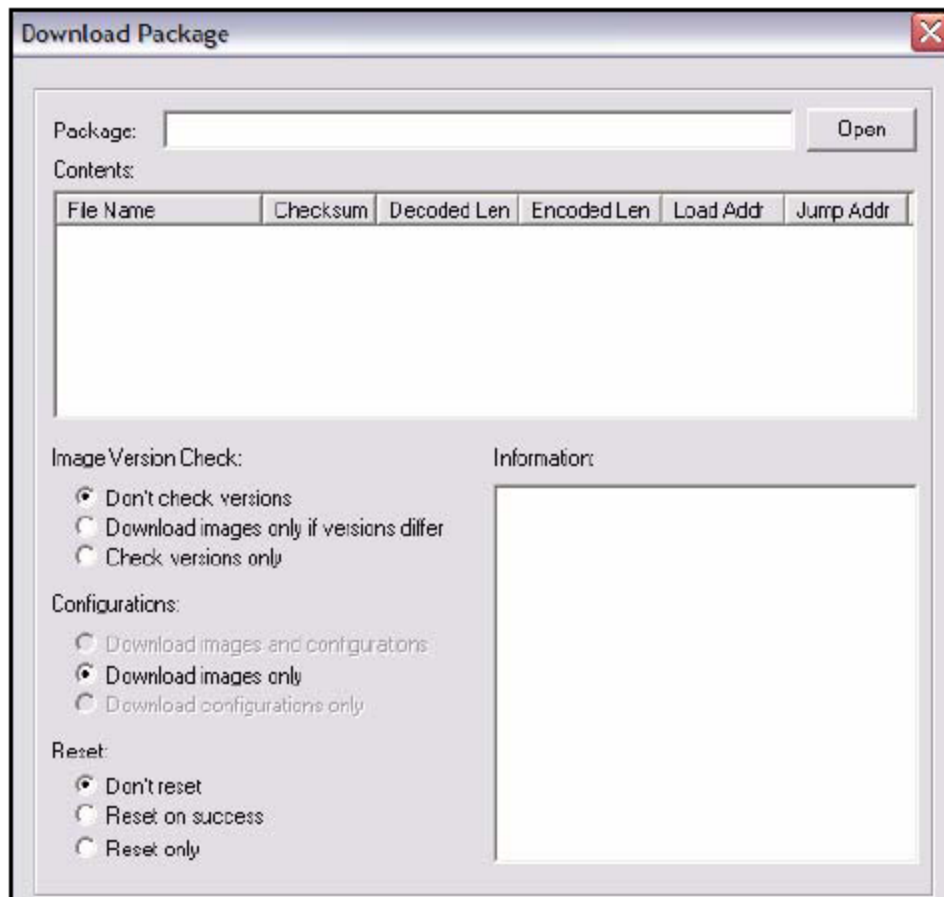 Download Package
Package:
Open
Contents:
File Name Checksum Decoded Len Encoded Len Load Addr Jump Addr
Image Version Check:
Don't check versions
Download images only if versions differ
Check versions only
Information:
Configurations:
Download images and configurations
Download images only
Download configurations only
Reset:
Don't reset
Reset on success
Reset only